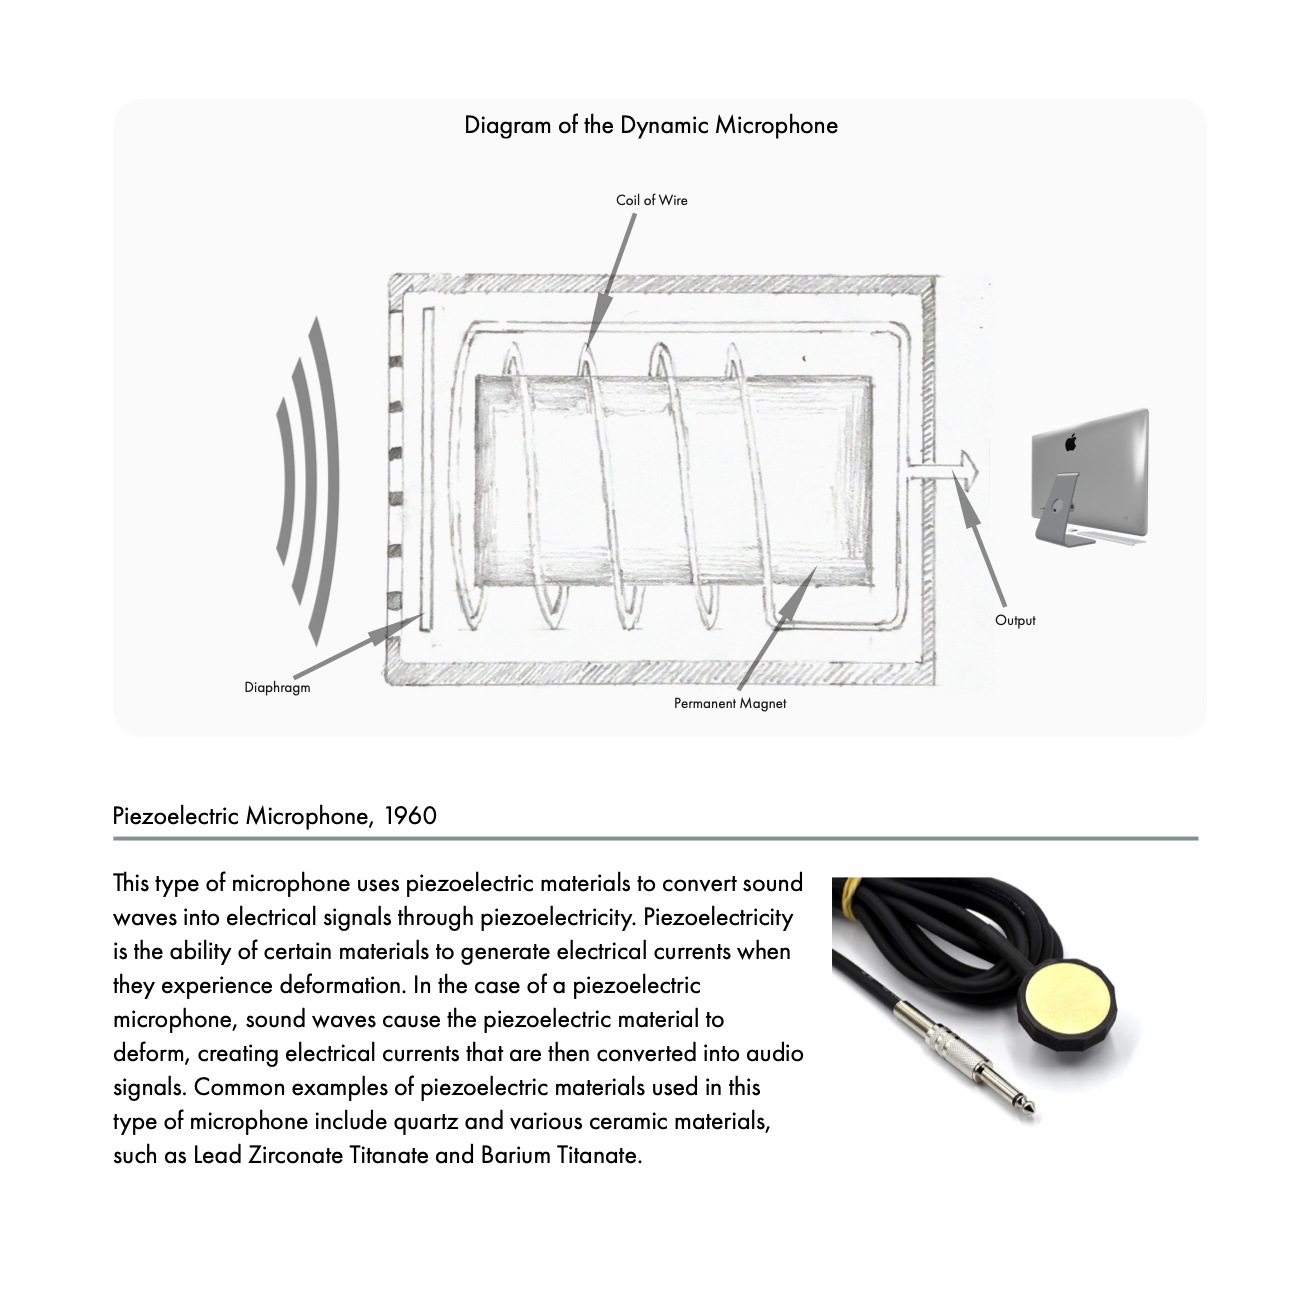 Diagram of the Dynamic Microphone
Coil of Wire
Output
Diaphragm
Permanent Magnet
Piezoelectric Microphone, 1960
This type of microphone uses piezoelectric materials to convert sound
waves into electrical signals through piezoelectricity. Piezoelectricity
is the ability of certain materials to generate electrical currents when
they experience deformation. In the case of a piezoelectric
microphone, sound waves cause the piezoelectric material to
deform, creating electrical currents that are then converted into audio
signals. Common examples of piezoelectric materials used in this
type of microphone include quartz and various ceramic materials,
such as Lead Zirconate Titanate and Barium Titanate.